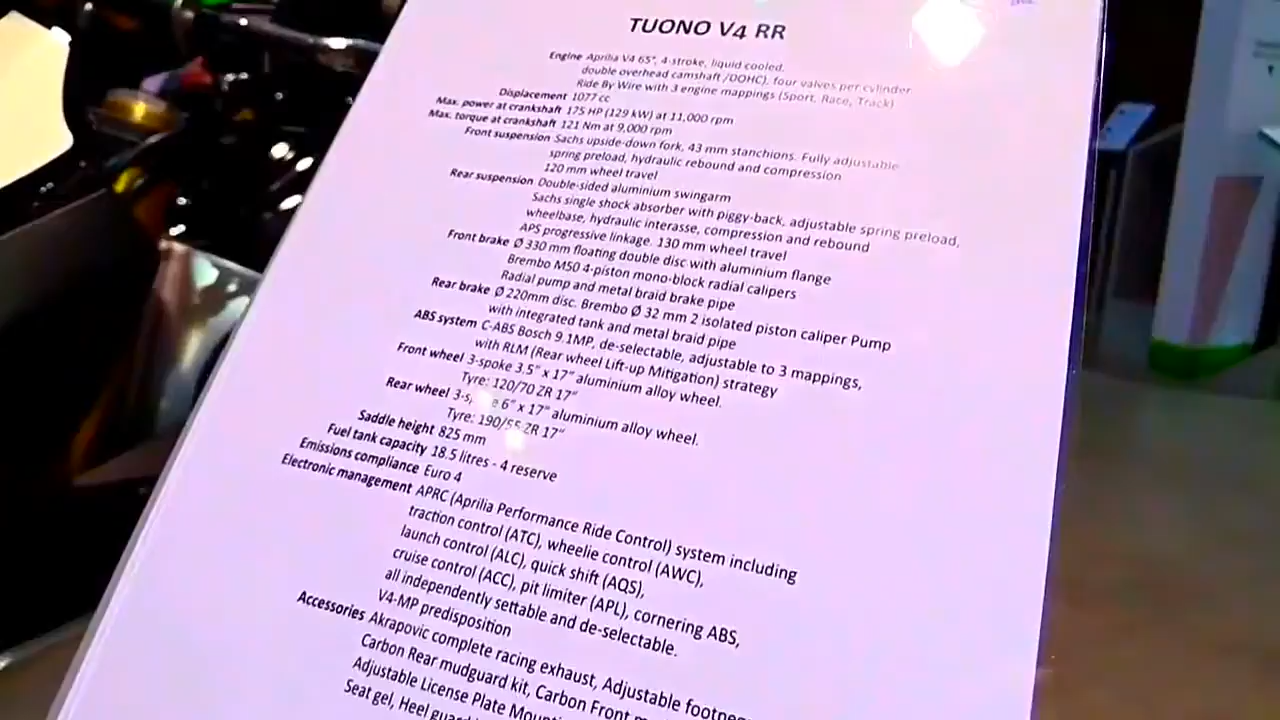 TUONO V4 RR
Engine Aprilia V4 65°, 4-stroke, liquid cooled,
double overhead camshaft /DOHC), four valves per cylinder
Ride By Wire with 3 engine mappings (Sport, Race, Track)
Displacement 1077 cc
Max. power at crankshaft 175 HP (129 kW) at 11,000 rpm
Max. torque at crankshaft 121 Nm at 9,000 rpm
Front suspension Sachs upside-down fork, 43 mm stanchions. Fully adjustable
spring preload, hydraulic rebound and compression
120 mm wheel travel
Rear suspension Double-sided aluminium swingarm
Sachs single shock absorber with piggy-back, adjustable spring preload,
wheelbase, hydraulic interasse, compression and rebound
APS progressive linkage. 130 mm wheel travel
Front brake Ø 330 mm floating double disc with aluminium flange
Brembo M50 4-piston mono-block radial calipers
Radial pump and metal braid brake pipe
Rear brake Ø 220mm disc. Brembo Ø 32 mm 2 isolated piston caliper Pump
with integrated tank and metal braid pipe
ABS system C-ABS Bosch 9.1MP, de-selectable, adjustable to 3 mappings,
with RLM (Rear wheel Lift-up Mitigation) strategy
Front wheel 3-spoke 3.5" x 17" aluminium alloy wheel.
Tyre: 120/70 ZR 17"
Rear wheel 6" x 17" aluminium alloy wheel.
Tyre: 190/55 ZR 17"
Saddle height 825 mm
Fuel tank capacity 18.5 litres - 4 reserve
Emissions compliance Euro 4
Electronic management APRC (Aprilia Performance Ride Control) system including
traction control (ATC), wheelie control (AWC),
launch control (ALC), quick shift (AQS),
cruise control (ACC), pit limiter (APL), cornering ABS,
all independently settable and de-selectable.
V4-MP predisposition
Accessories Akrapovic complete racing exhaust, Adjustable
Carbon Rear mudguard kit, Carbon Front
Adjustable License Plate
Seat gel, Heel